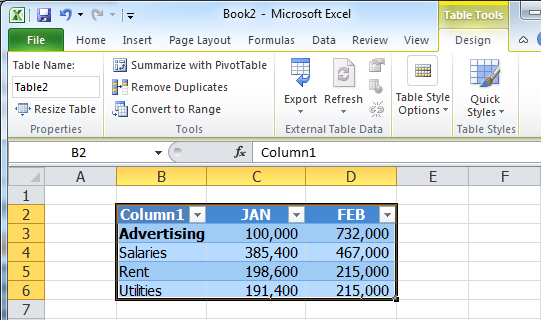 Book2 - Microsoft Excel Table Tools
File Home Insert Page Layout Formulas Data Review View Design
Table Name: Summarize with PivotTable
Table2 Remove Duplicates Export Refresh Table Style Options Quick Styles
Resize Table Convert to Range
Properties Tools External Table Data Table Styles
B2 fx Column1
A B C D E F
1
2 Column1 JAN FEB
3 Advertising 100,000 732,000
4 Salaries 385,400 467,000
5 Rent 198,600 215,000
6 Utilities 191,400 215,000
7